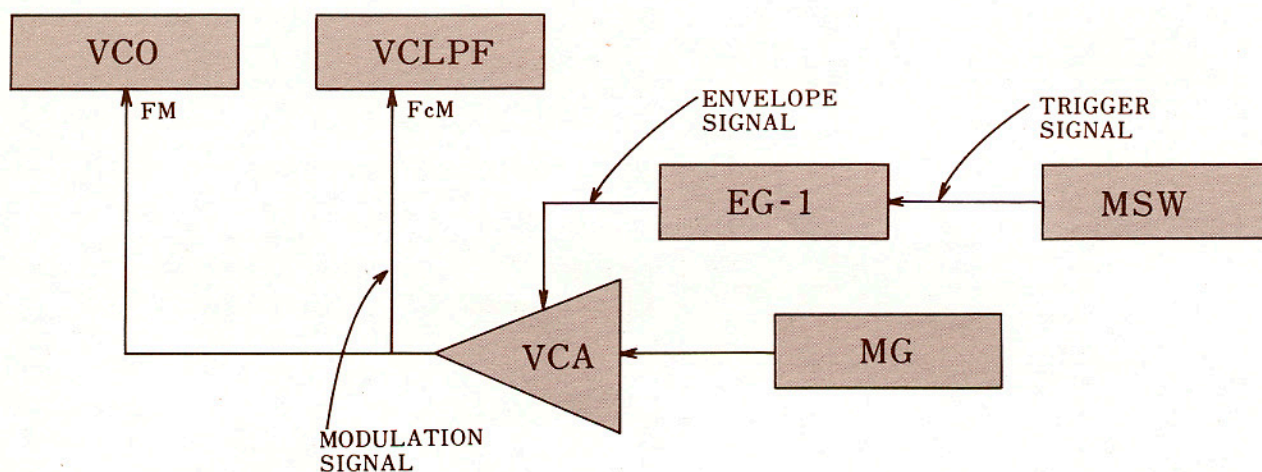 VCO
VCLPF
FM
FcM
ENVELOPE
SIGNAL
TRIGGER
SIGNAL
EG-1
MSW
VCA
MG
MODULATION
SIGNAL